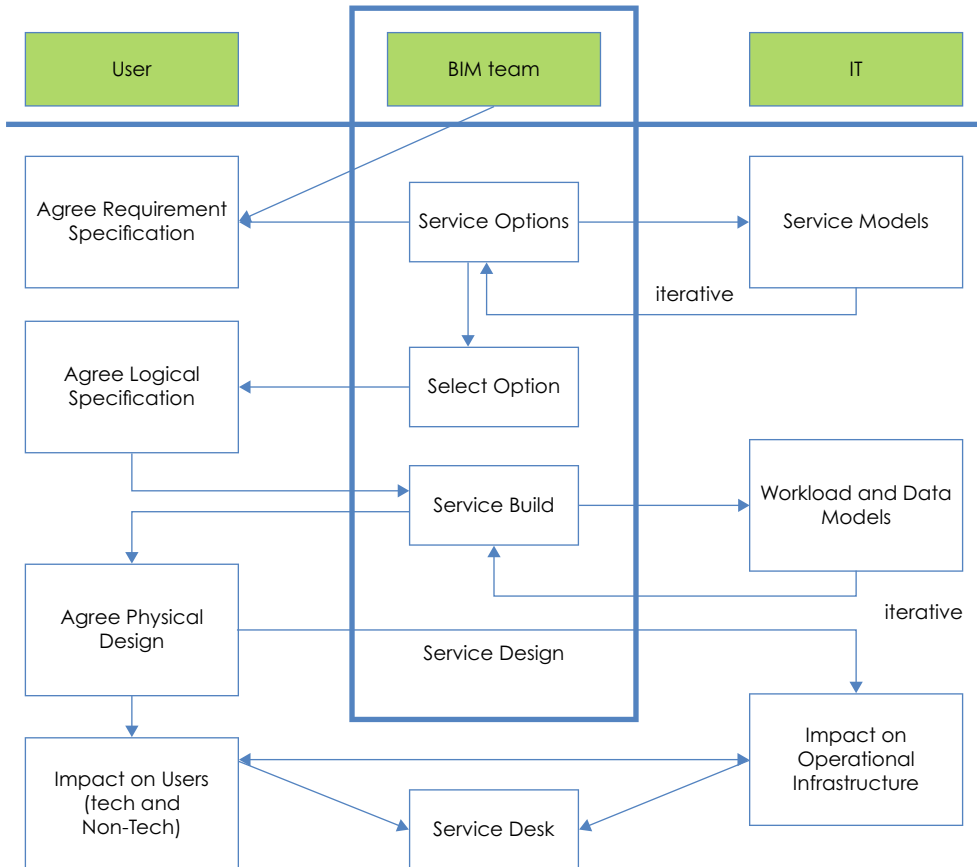 User
BIM team
IT
Agree Requirement
Specification
Service Options
Service Models
iterative
Agree Logical
Specification
Select Option
Service Build
Workload and Data
Models
iterative
Agree Physical
Design
Service Design
Impact on Users
(tech and
Non-Tech)
Service Desk
Impact on
Operational
Infrastructure